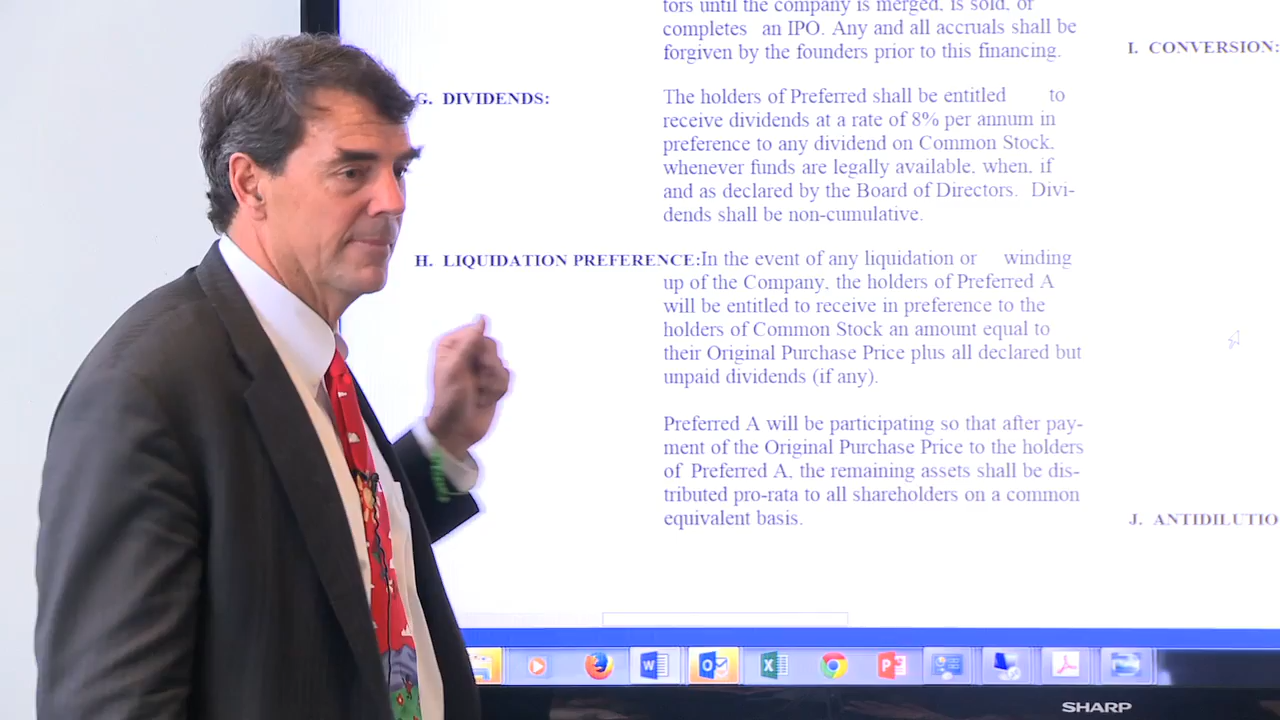 tors until the company is merged, is sold, or
completes an IPO. Any and all accruals shall be
forgiven by the founders prior to this financing.
G. DIVIDENDS:
The holders of Preferred shall be entitled to
receive dividends at a rate of 8% per annum in
preference to any dividend on Common Stock.
whenever funds are legally available, when, if
and as declared by the Board of Directors. Divi-
dends shall be non-cumulative.
H. LIQUIDATION PREFERENCE:In the event of any liquidation or winding
up of the Company, the holders of Preferred A
will be entitled to receive in preference to the
holders of Common Stock an amount equal to
their Original Purchase Price plus all declared but
unpaid dividends (if any).
Preferred A will be participating so that after pay-
ment of the Original Purchase Price to the holders
of Preferred A, the remaining assets shall be dis-
tributed pro-rata to all shareholders on a common
equivalent basis.
I. CONVERSION:
J. ANTIDILUTIO
SHARP